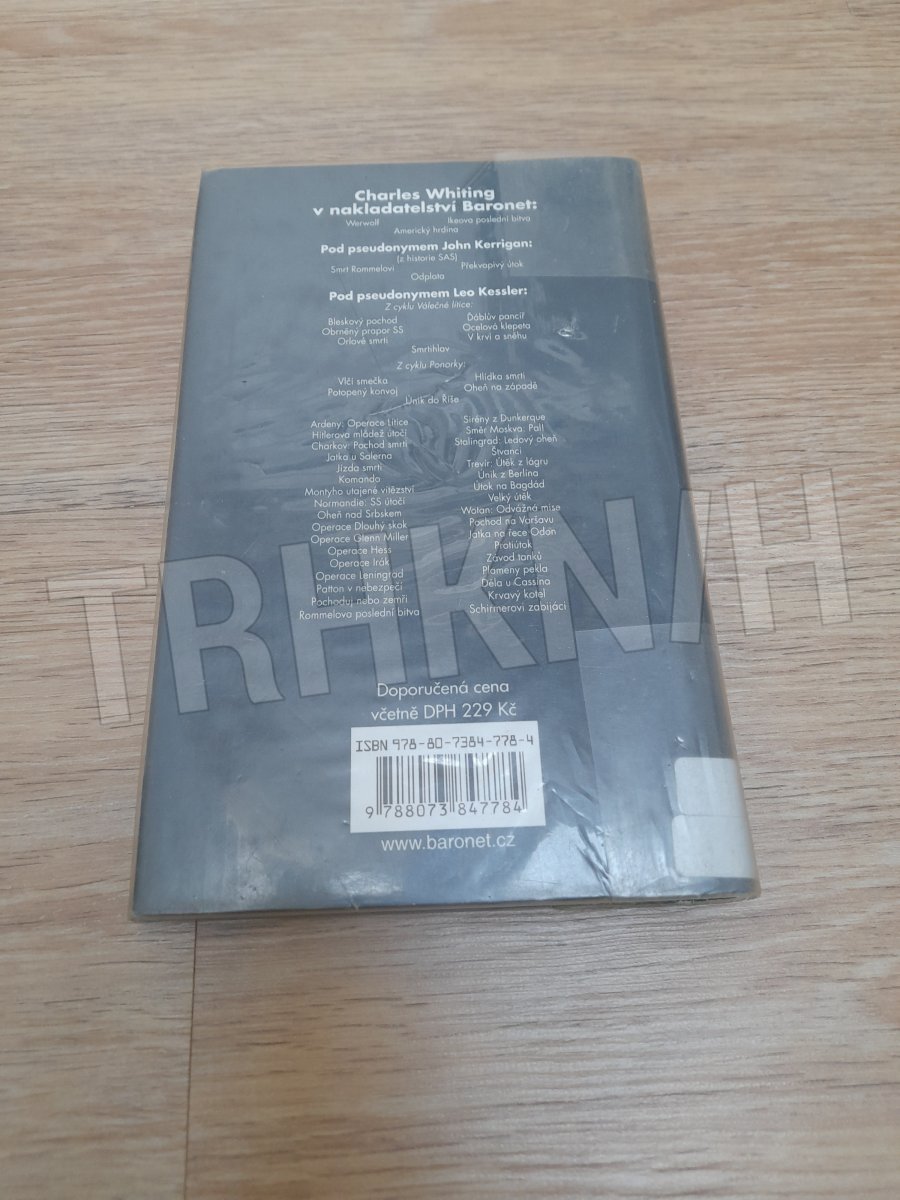 Charles Whiting
v nakladatelství Baronet:
Werwolf Ikeova poslední bitva
Americký hrdina
Pod pseudonymem John Kerrigan:
(z historie SAS)
Smrt Rommelovi Překvapivý útok
Odplata
Pod pseudonymem Leo Kessler:
Z cyklu Válečné litice:
Bleskový pochod Ďáblův pancíř
Obrněný prapor SS Ocelová klepeta
Orlové smrti V krvi a sněhu
Smrtihlav
Z cyklu Ponorky:
Vlčí smečka Hlídka smrti
Potopený konvoj Oheň na západě
Únik do Říše
Ardeny: Operace Litice
Hitlerova mládež útočí
Charkov: Pochod smrti
Jatka u Salerna
Jízda smrti
Komando
Montyho utajené vítězství
Normandie: SS útočí
Oheň nad Srbskem
Operace Dlouhý skok
Operace Glenn Miller
Operace Hess
Operace Irák
Operace Leningrad
Patton v nebezpečí
Pochoduj nebo zemři
Rommelova poslední bitva
Sirény z Dunkerque
Směr Moskva. Pal!
Stalingrad: Ledový oheň
Štvanci
Trevír: Útěk z lágru
Únik z Berlína
Útok na Bagdád
Velký útěk
Wotan: Odvážná mise
Pochod na Varšavu
Jatka na řece Odon
Protiútok
Závod tanků
Plameny pekla
Děla u Cassina
Krvavý kotel
Schirmerovi zabijáci
TRHKNIH
Doporučená cena
včetně DPH 229 Kč
ISBN 978-80-7384-778-4
9 788073 847784
www.baronet.cz